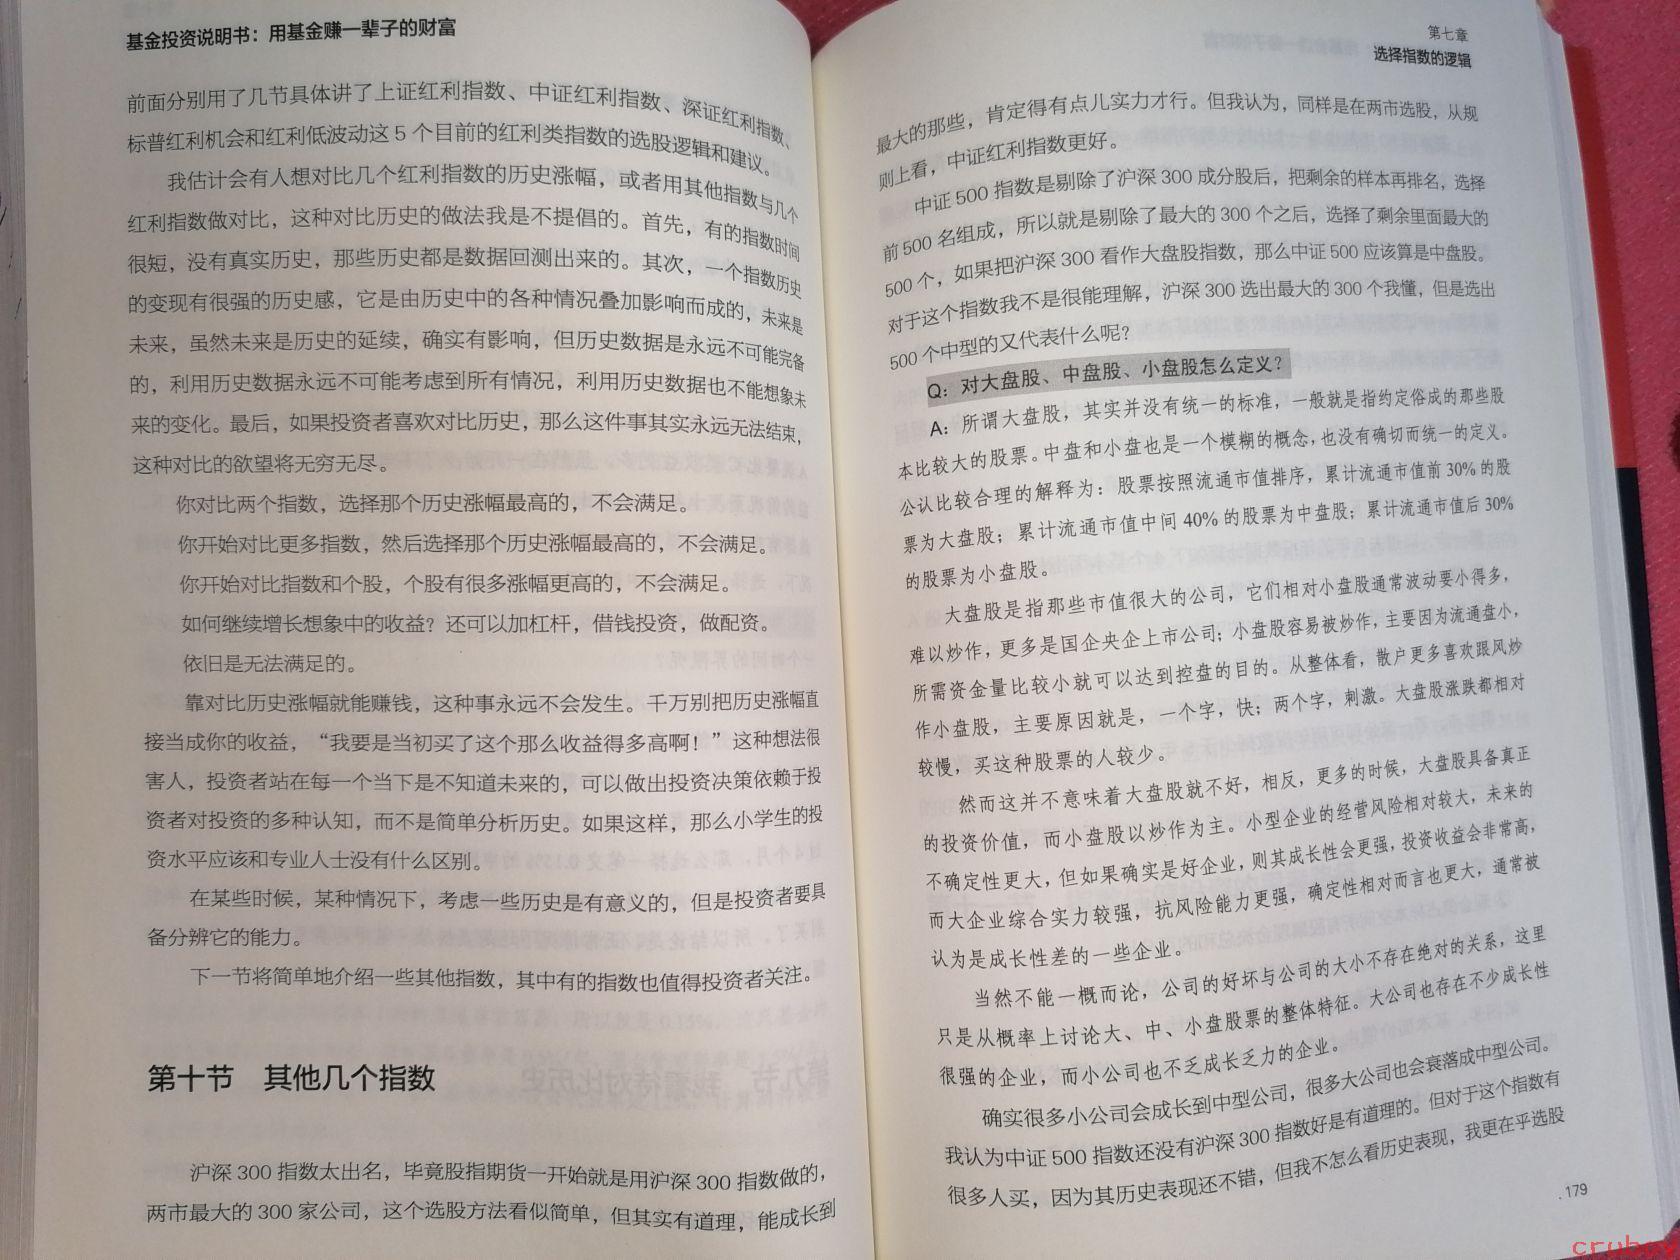 基金投资说明书：用基金赚一辈子的财富
前面分别用了几节具体讲了上证红利指数、中证红利指数、深证红利指数、
标普红利机会和红利低波动这5个目前的红利类指数的选股逻辑和建议。
我估计会有人想对比几个红利指数的历史涨幅，或者用其他指数与几个
红利指数做对比，这种对比历史的做法我是不提倡的。首先，有的指数时间
很短，没有真实历史，那些历史都是数据回测出来的。其次，一个指数历史
的变现有很强的历史感，它是由历史中的各种情况叠加影响而成的，未来是
未来，虽然未来是历史的延续，确实有影响，但历史数据是永远不可能完备
的，利用历史数据永远不可能考虑到所有情况，利用历史数据也不能想象未
来的变化。最后，如果投资者喜欢对比历史，那么这件事其实永远无法结束，
这种对比的欲望将无穷无尽。
你对比两个指数，选择那个历史涨幅最高的，不会满足。
你开始对比更多指数，然后选择那个历史涨幅最高的，不会满足。
你开始对比指数和个股，个股有很多涨幅更高的，不会满足。
如何继续增长想象中的收益？还可以加杠杆，借钱投资，做配资。
依旧是无法满足的。
靠对比历史涨幅就能赚钱，这种事永远不会发生。千万别把历史涨幅直
接当成你的收益，“我要是当初买了这个那么收益得多高啊！”这种想法很
害人，投资者站在每一个当下是不知道未来的，可以做出投资决策依赖于投
资者对投资的多种认知，而不是简单分析历史。如果这样，那么小学生的投
资水平应该和专业人士没有什么区别。
在某些时候，某种情况下，考虑一些历史是有意义的，但是投资者要具
备分辨它的能力。
下一节将简单地介绍一些其他指数，其中有的指数也值得投资者关注。
第十节 其他几个指数
沪深300指数太出名，毕竟股指期货一开始就是用沪深300指数做的，
两市最大的300家公司，这个选股方法看似简单，但其实有道理，能成长到
第七章
选择指数的逻辑
最大的那些，肯定得有点儿实力才行。但我认为，同样是在两市选股，从规
则上看，中证红利指数更好。
中证500指数是剔除了沪深300成分股后，把剩余的样本再排名，选择
前500名组成，所以就是剔除了最大的300个之后，选择了剩余里面最大的
500个，如果把沪深300看作大盘股指数，那么中证500应该算是中盘股。
对于这个指数我不是很能理解，沪深300选出最大的300个我懂，但是选出
500个中型的又代表什么呢？
Q：对大盘股、中盘股、小盘股怎么定义？
A：所谓大盘股，其实并没有统一的标准，一般就是指约定俗成的那些股
本比较大的股票。中盘和小盘也是一个模糊的概念，也没有确切而统一的定义。
公认比较合理的解释为：股票按照流通市值排序，累计流通市值前30%的股
票为大盘股；累计流通市值中间40%的股票为中盘股；累计流通市值后30%
的股票为小盘股。
大盘股是指那些市值很大的公司，它们相对小盘股通常波动要小得多，
难以炒作，更多是国企央企上市公司；小盘股容易被炒作，主要因为流通盘小，
所需资金量比较小就可以达到控盘的目的。从整体看，散户更多喜欢跟风炒
作小盘股，主要原因就是，一个字，快；两个字，刺激。大盘股涨跌都相对
较慢，买这种股票的人较少。
然而这并不意味着大盘股就不好，相反，更多的时候，大盘股具备真正
的投资价值，而小盘股以炒作为主。小型企业的经营风险相对较大，未来的
不确定性更大，但如果确实是好企业，则其成长性会更强，投资收益会非常高，
而大企业综合实力较强，抗风险能力更强，确定性相对而言也更大，通常被
认为是成长性差的一些企业。
当然不能一概而论，公司的好坏与公司的大小不存在绝对的关系，这里
只是从概率上讨论大、中、小盘股票的整体特征。大公司也存在不少成长性
很强的企业，而小公司也不乏成长乏力的企业。
确实很多小公司会成长到中型公司，很多大公司也会衰落成中型公司。
我认为中证500指数还没有沪深300指数好是有道理的。但对于这个指数有
很多人买，因为其历史表现还不错，但我不怎么看历史表现，我更在乎选股
179